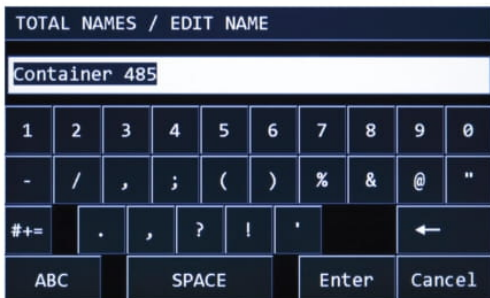 TOTAL NAMES / EDIT NAME
Container 485
1 2 3 4 5 6 7 8 9 0
- / , ; ( ) % & @ "
#+= . , ? ! ' ←
ABC SPACE Enter Cancel